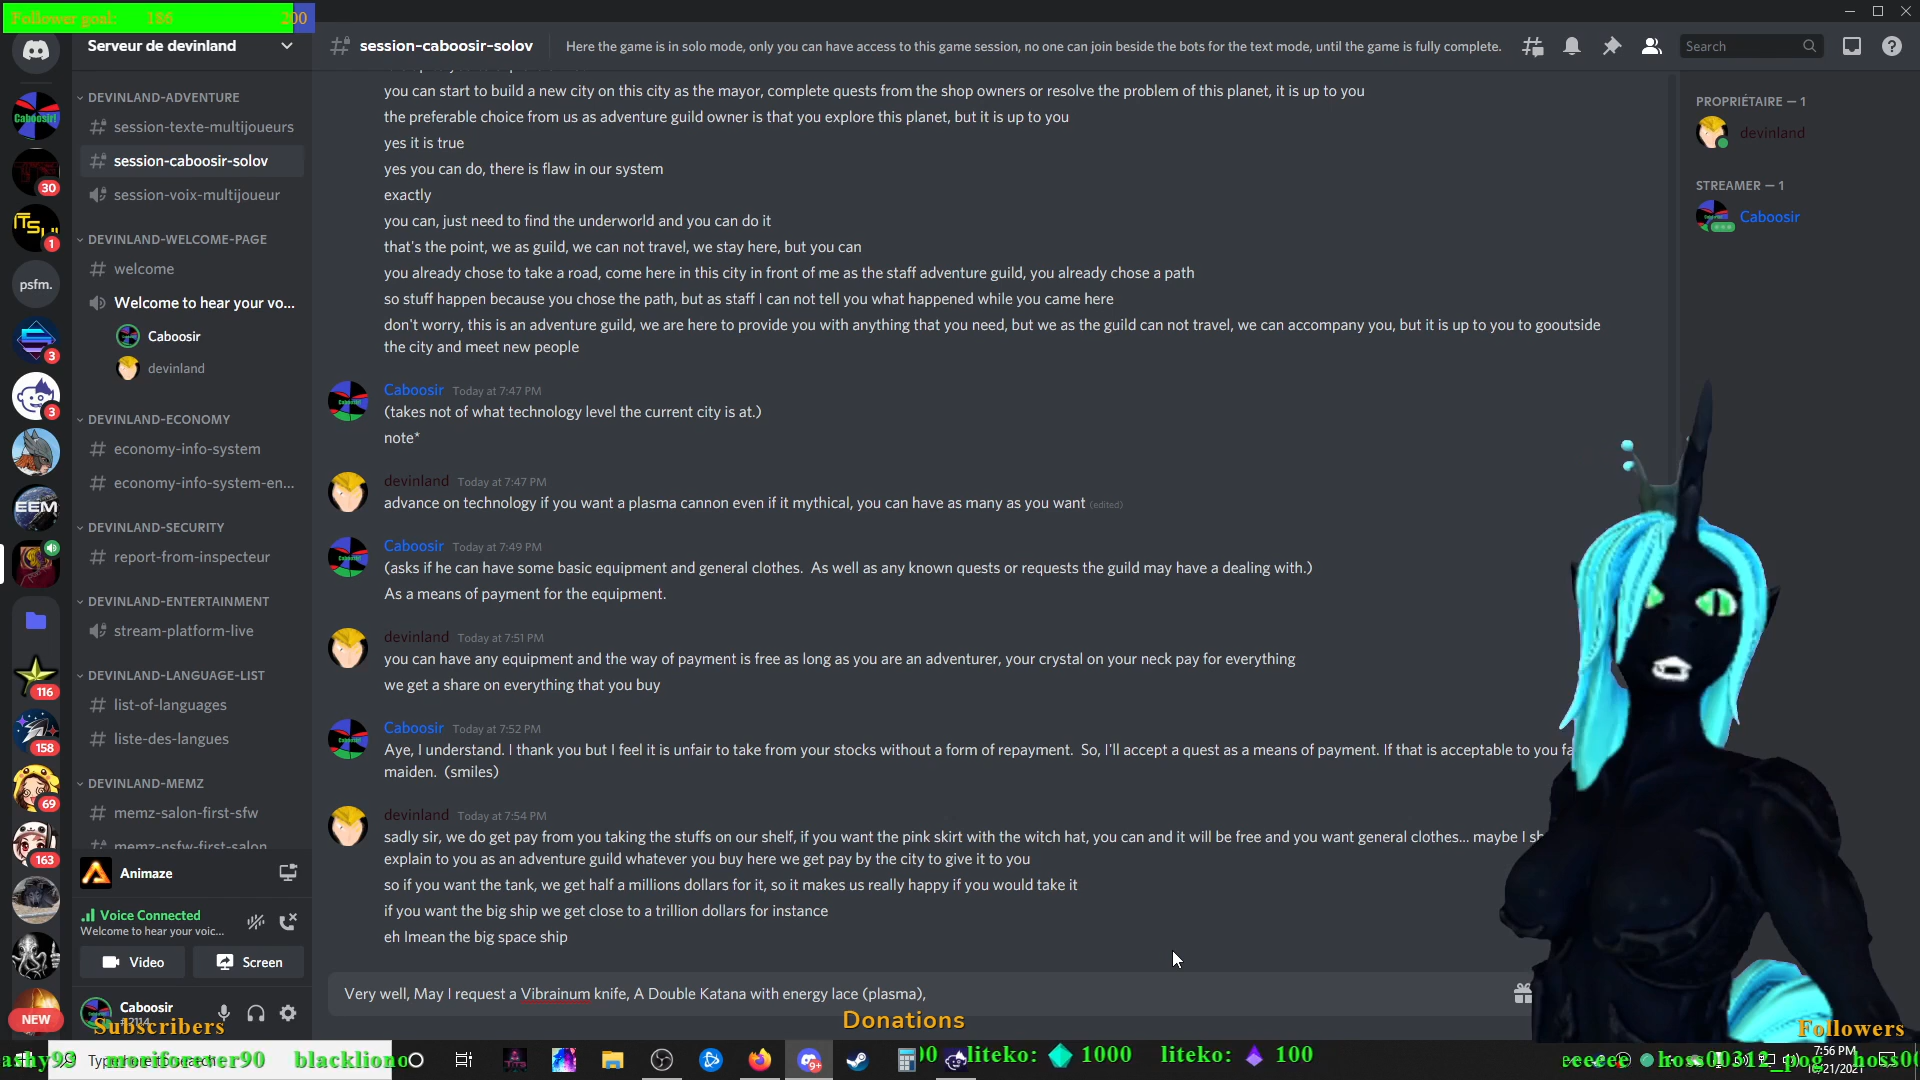 Follower goal: 186 200
Serveur de devinland
session-caboosir-solov
Here the game is in solo mode, only you can have access to this game session, no one can join beside the bots for the text mode, until the game is fully complete.
Search
DEVINLAND-ADVENTURE
session-texte-multijoueurs
session-caboosir-solov
session-voix-multijoueur
DEVINLAND-WELCOME-PAGE
welcome
Welcome to hear your vo...
Caboosir
devinland
DEVINLAND-ECONOMY
economy-info-system
economy-info-system-en...
DEVINLAND-SECURITY
report-from-inspecteur
DEVINLAND-ENTERTAINMENT
stream-platform-live
DEVINLAND-LANGUAGE-LIST
list-of-languages
liste-des-langues
DEVINLAND-MEMZ
memz-salon-first-sfw
memz-nsfw-first-salon
Animaze
Voice Connected
Welcome to hear your voic...
Video
Screen
Caboosir
Subscribers
Caboosir!
30
1
psfm.
3
3
EEM
116
158
69
163
NEW
you can start to build a new city on this city as the mayor, complete quests from the shop owners or resolve the problem of this planet, it is up to you
the preferable choice from us as adventure guild owner is that you explore this planet, but it is up to you
yes it is true
yes you can do, there is flaw in our system
exactly
you can, just need to find the underworld and you can do it
that's the point, we as guild, we can not travel, we stay here, but you can
you already chose to take a road, come here in this city in front of me as the staff adventure guild, you already chose a path
so stuff happen because you chose the path, but as staff I can not tell you what happened while you came here
don't worry, this is an adventure guild, we are here to provide you with anything that you need, but we as the guild can not travel, we can accompany you, but it is up to you to gooutside
the city and meet new people
Caboosir Today at 7:47 PM
(takes not of what technology level the current city is at.)
note*
devinland Today at 7:47 PM
advance on technology if you want a plasma cannon even if it mythical, you can have as many as you want (edited)
Caboosir Today at 7:49 PM
(asks if he can have some basic equipment and general clothes. As well as any known quests or requests the guild may have a dealing with.)
As a means of payment for the equipment.
devinland Today at 7:51 PM
you can have any equipment and the way of payment is free as long as you are an adventurer, your crystal on your neck pay for everything
we get a share on everything that you buy
Caboosir Today at 7:52 PM
Aye, I understand. I thank you but I feel it is unfair to take from your stocks without a form of repayment. So, I'll accept a quest as a means of payment. If that is acceptable to you fa
maiden. (smiles)
devinland Today at 7:54 PM
sadly sir, we do get pay from you taking the stuffs on our shelf, if you want the pink skirt with the witch hat, you can and it will be free and you want general clothes... maybe I sh
explain to you as an adventure guild whatever you buy here we get pay by the city to give it to you
so if you want the tank, we get half a millions dollars for it, so it makes us really happy if you would take it
if you want the big ship we get close to a trillion dollars for instance
eh Imean the big space ship
Very well, May I request a Vibrainum knife, A Double Katana with energy lace (plasma),
PROPRIÉTAIRE — 1
devinland
STREAMER — 1
Caboosir
Donations
Followers
moriforester90 blackliono
liteko: 1000 liteko: 100
hoss00312_pog hoss0
7:56 PM
10/21/2021